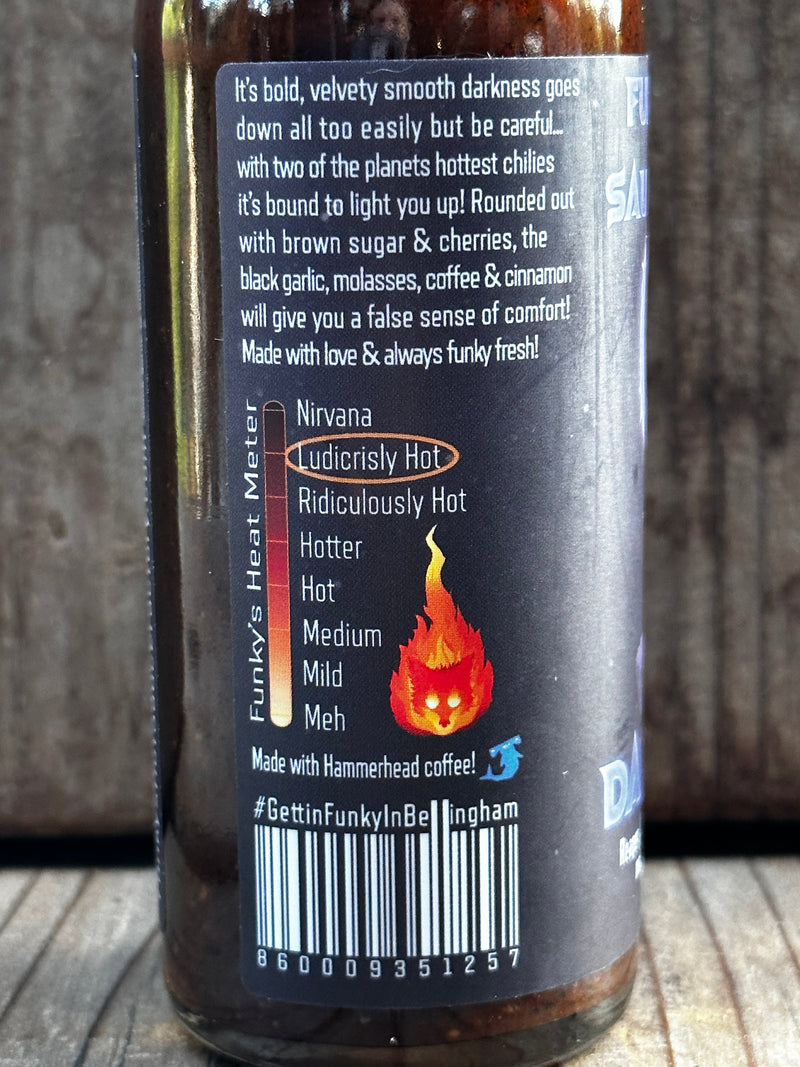 It's bold, velvety smooth darkness goes
down all too easily but be careful...
with two of the planets hottest chilies
it's bound to light you up! Rounded out
with brown sugar & cherries, the
black garlic, molasses, coffee & cinnamon
will give you a false sense of comfort!
Made with love & always funky fresh!
Funky's Heat Meter
Nirvana
Ludicrisly Hot
Ridiculously Hot
Hotter
Hot
Medium
Mild
Meh
Made with Hammerhead coffee!
#GettinFunkyInBellingham
860009351257